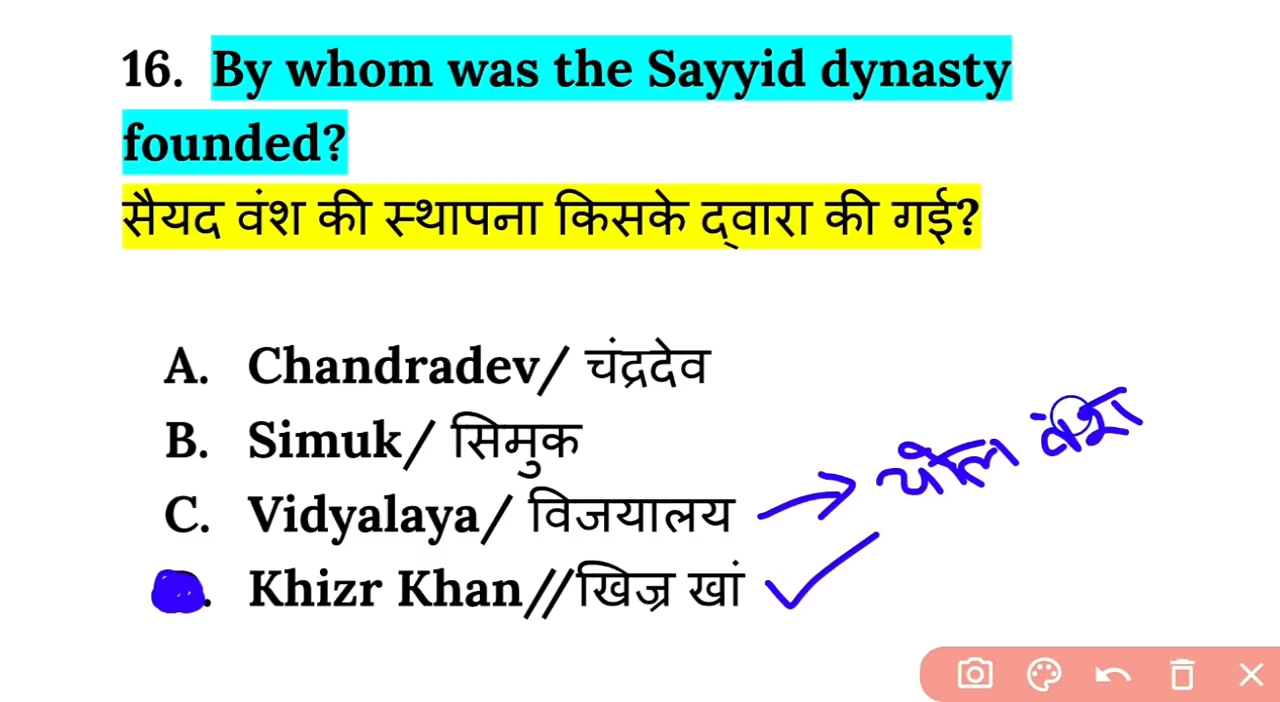 16. By whom was the Sayyid dynasty
founded?
सैयद वंश की स्थापना किसके द्वारा की गई?
A. Chandradev/ चंद्रदेव
B. Simuk/ सिमुक
C. Vidyalaya/ विजयालय
चोल वंश
Khizr Khan//खिज्र खां